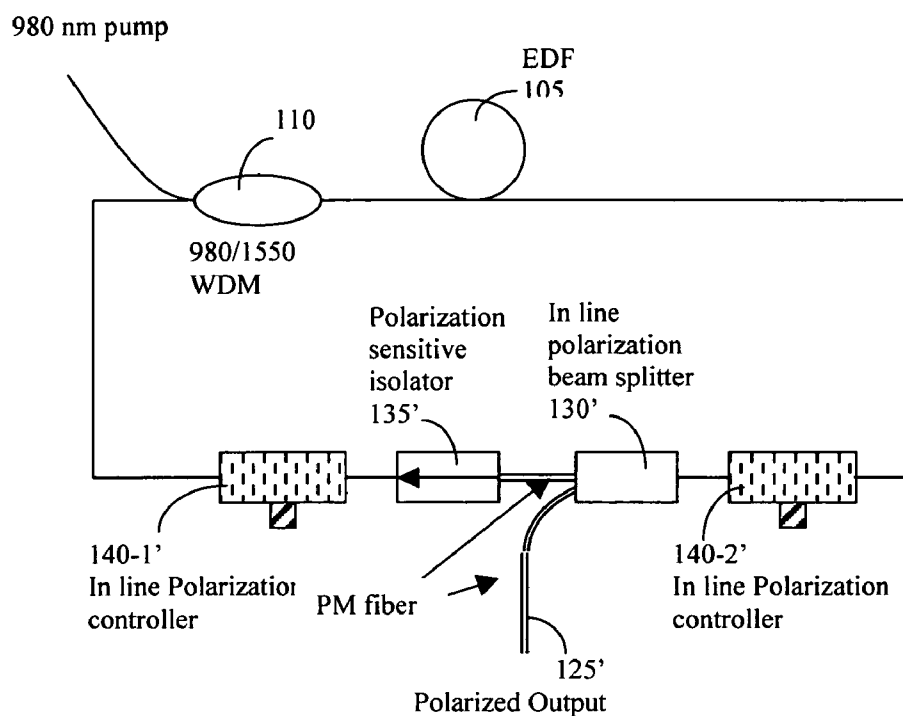 980 nm pump
EDF
105
110
980/1550
WDM
Polarization
sensitive
isolator
135’
In line
polarization
beam splitter
130’
140-1’
In line Polarization
controller
PM fiber
140-2’
In line Polarization
controller
125’
Polarized Output